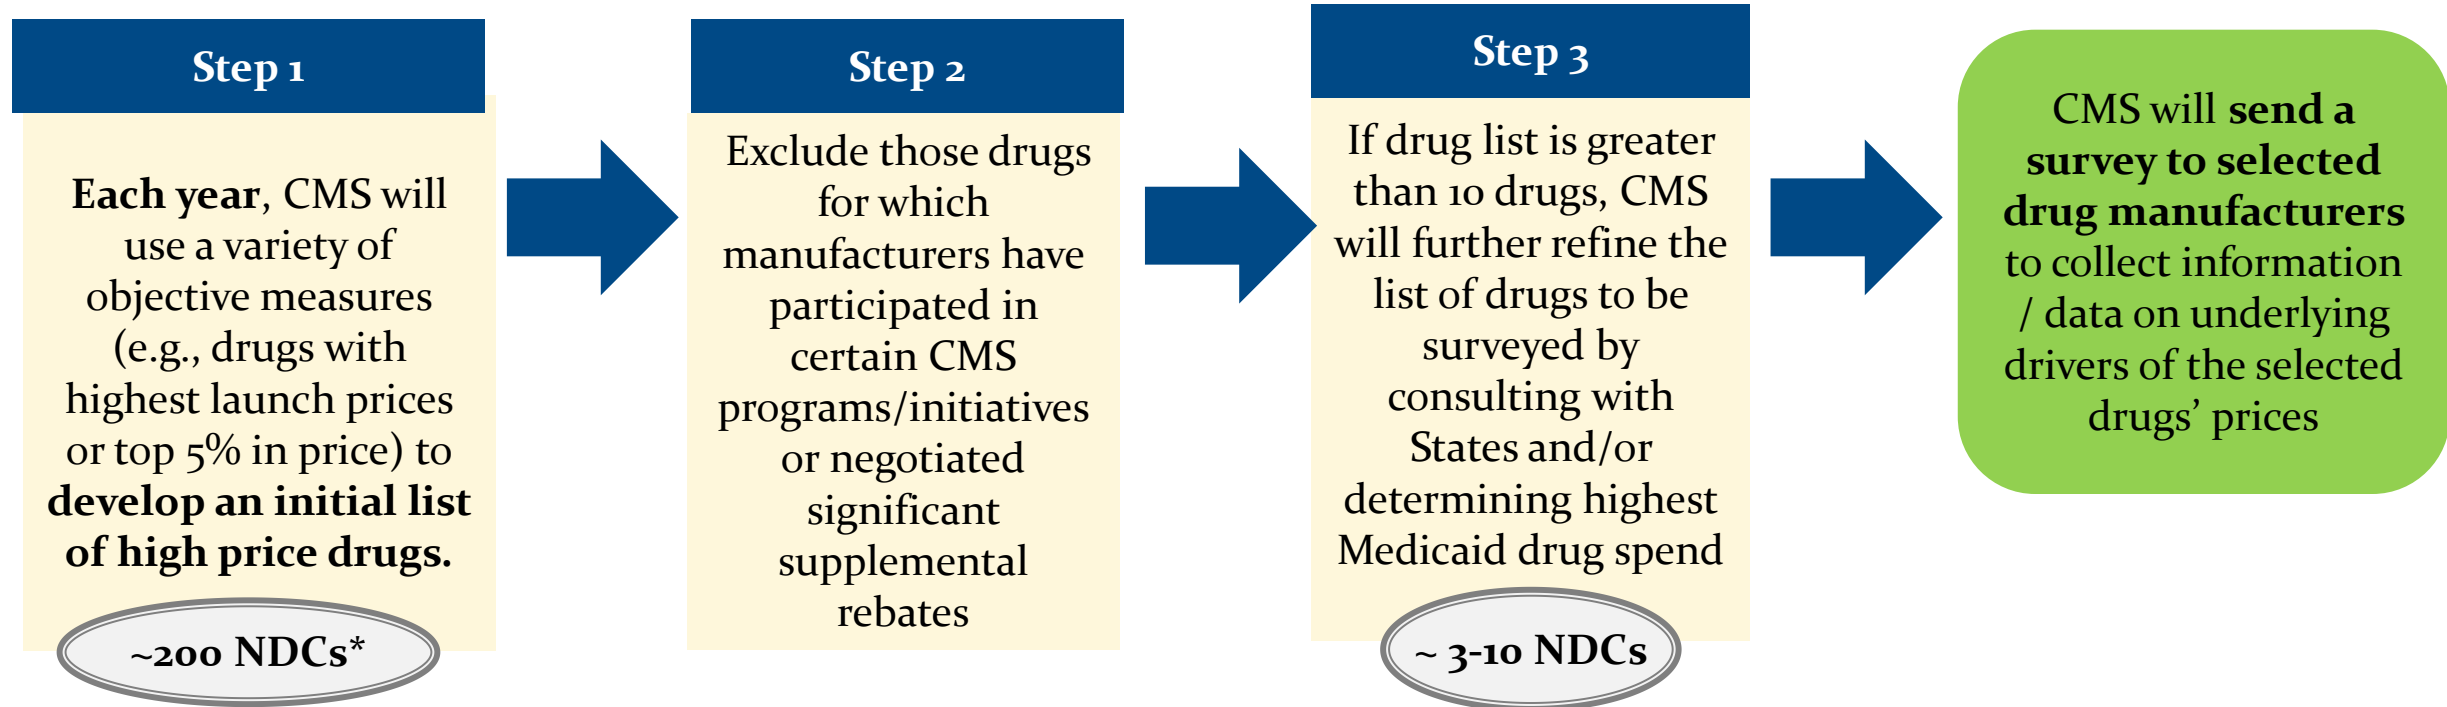 Step 1
Each year, CMS will
use a variety of
objective measures
(e.g., drugs with
highest launch prices
or top 5% in price) to
develop an initial list
of high price drugs.
~200 NDCs*
Step 2
Exclude those drugs
for which
manufacturers have
participated in
certain CMS
programs/initiatives
or negotiated
significant
supplemental
rebates
Step 3
If drug list is greater
than 10 drugs, CMS
will further refine the
list of drugs to be
surveyed by
consulting with
States and/or
determining highest
Medicaid drug spend
~ 3-10 NDCs
CMS will send a
survey to selected
drug manufacturers
to collect information
/ data on underlying
drivers of the selected
drugs’ prices